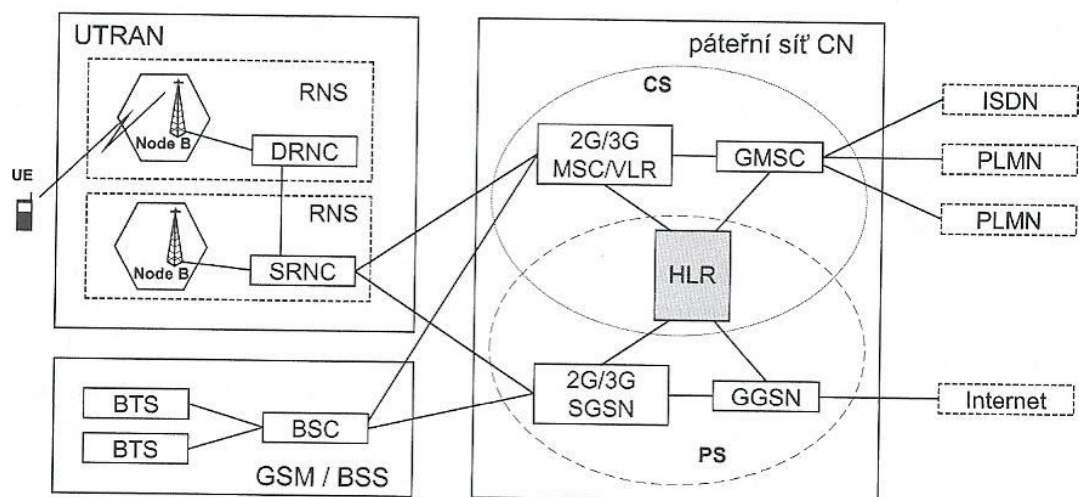 UTRAN
RNS
Node B
DRNC
UE
RNS
Node B
SRNC
BTS
BTS
BSC
GSM / BSS
páteřní síť CN
CS
2G/3G
MSC/VLR
GMSC
HLR
2G/3G
SGSN
GGSN
PS
ISDN
PLMN
PLMN
Internet